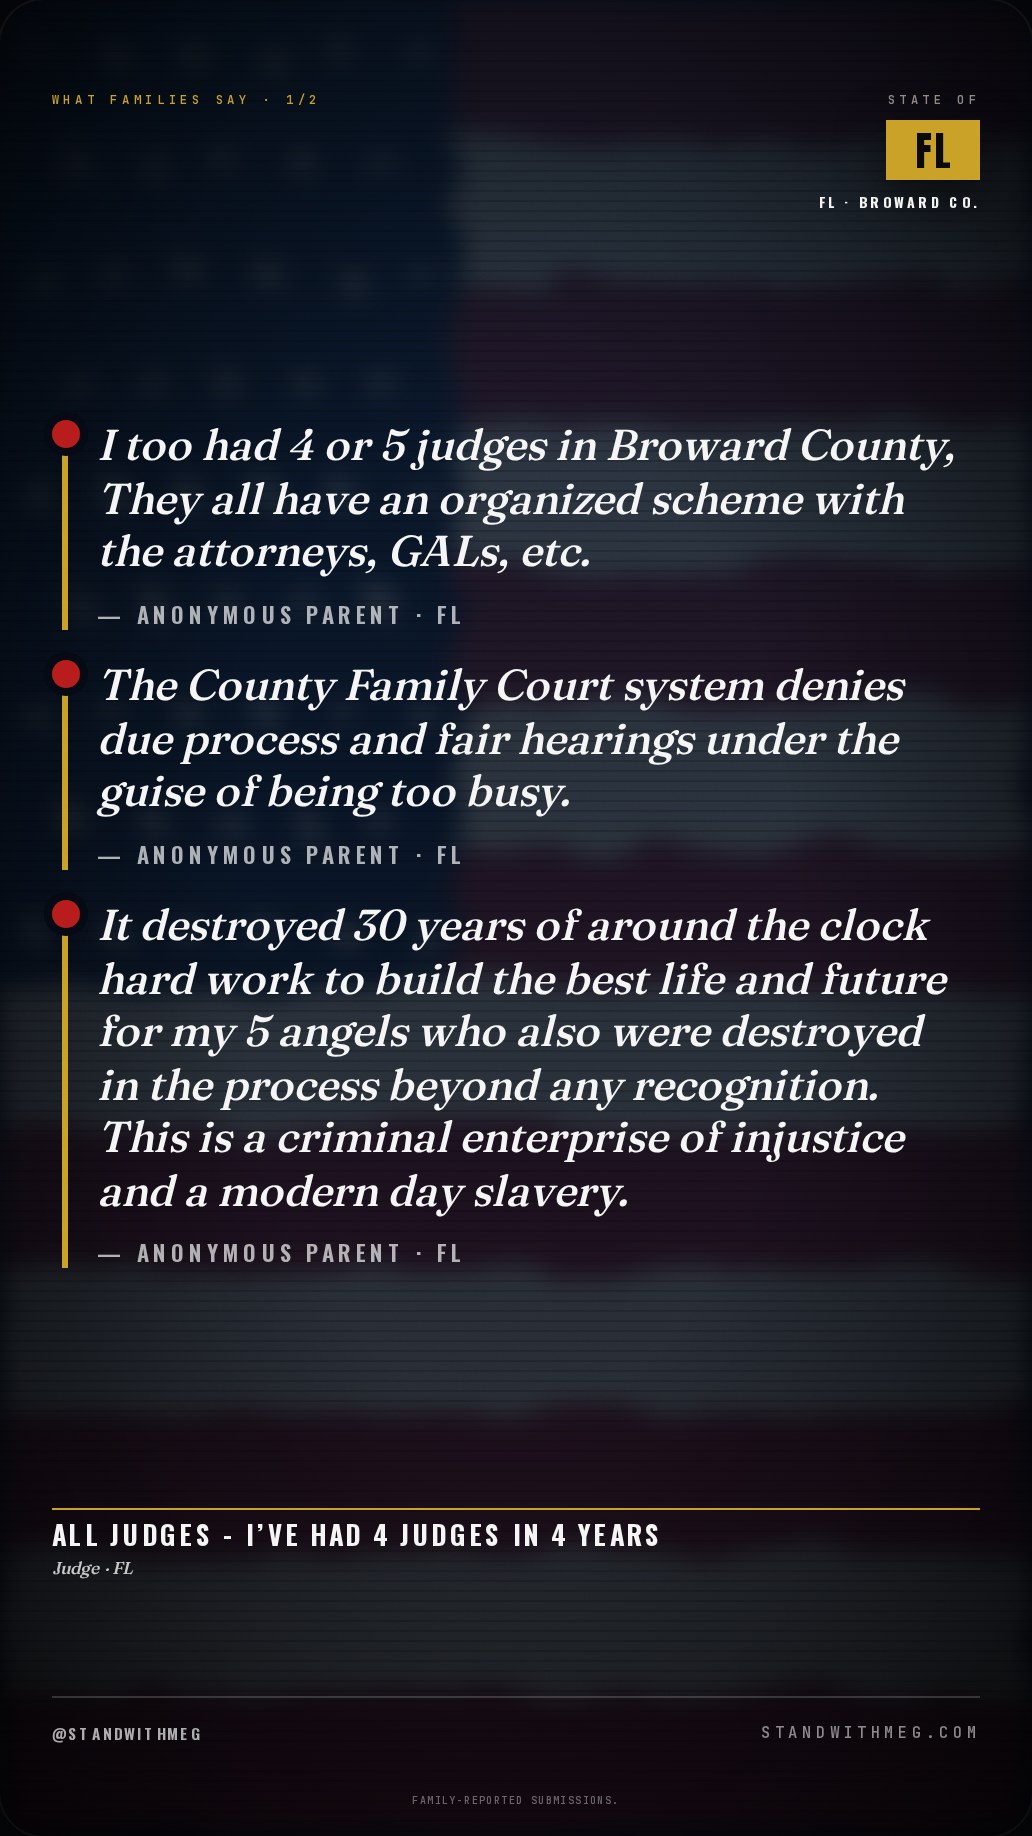 WHAT FAMILIES SAY · 1/2
STATE OF
FL
FL · BROWARD CO.
I too had 4 or 5 judges in Broward County,
They all have an organized scheme with
the attorneys, GALs, etc.
— ANONYMOUS PARENT · FL
The County Family Court system denies
due process and fair hearings under the
guise of being too busy.
— ANONYMOUS PARENT · FL
It destroyed 30 years of around the clock
hard work to build the best life and future
for my 5 angels who also were destroyed
in the process beyond any recognition.
This is a criminal enterprise of injustice
and a modern day slavery.
— ANONYMOUS PARENT · FL
ALL JUDGES - I’VE HAD 4 JUDGES IN 4 YEARS
Judge · FL
@STANDWITHMEG
STANDWITHMEG.COM
FAMILY-REPORTED SUBMISSIONS.